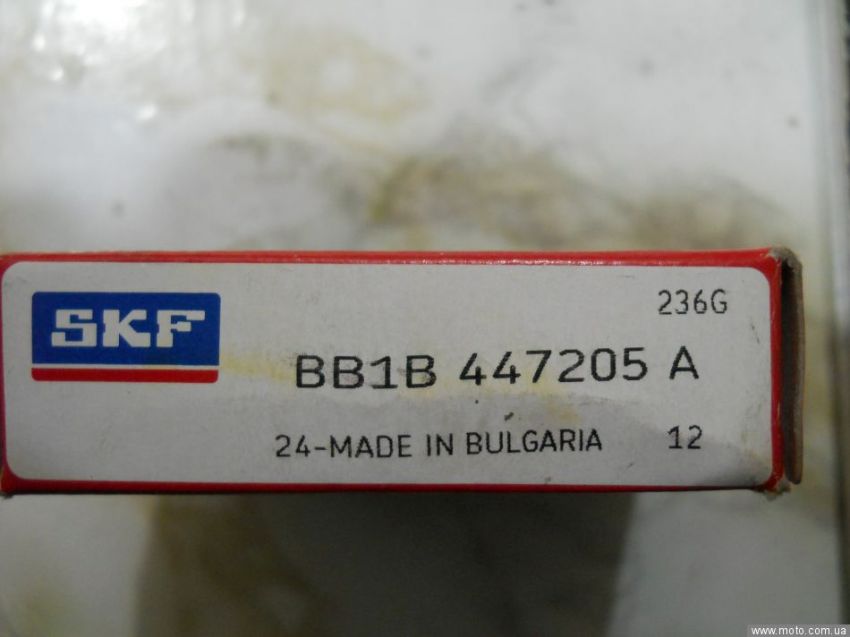 236G
SKF
BB1B 447205 A
24-MADE IN BULGARIA 12
www.moto.com.ua